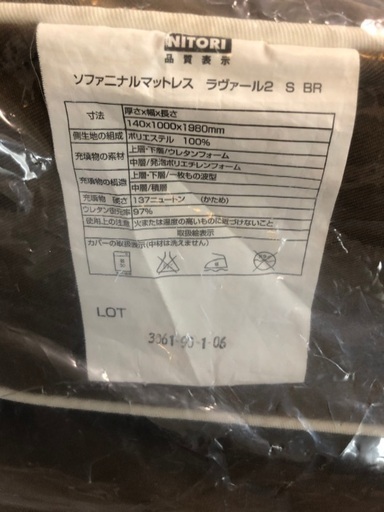 NITORI
品質表示
ソファにナルマットレス ラヴァール2 S BR
寸法 厚さ×幅×長さ
140×1000×1980mm
側生地の組成 ポリエステル 100%
充填物の素材 上層・下層/ウレタンフォーム
中層/発泡ポリエチレンフォーム
充填物の構造 上層・下層/一枚もの波型
中層/積層
充填物 硬さ 137ニュートン (かため)
ウレタン復元率 97%
使用上の注意 火または温度の高いものに近づけないこと
取扱絵表示
カバーの取扱表示(中材は洗えません)
LOT
3061-90-1-06